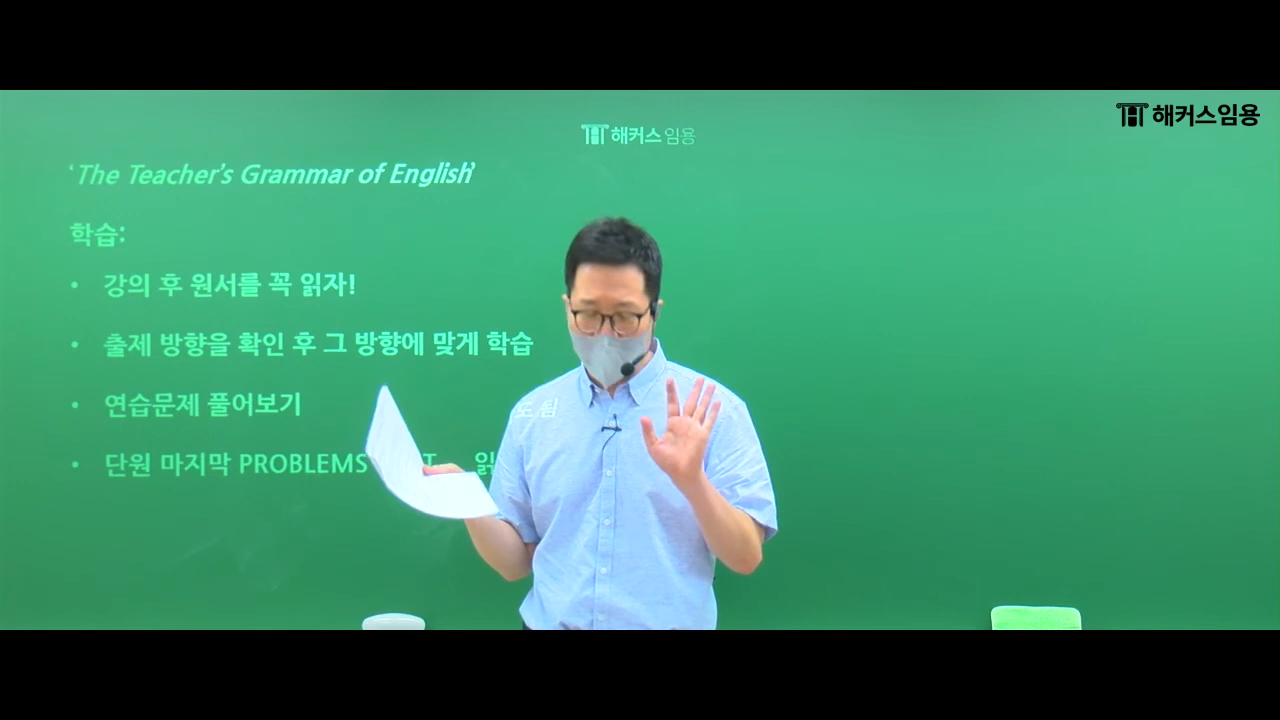 해커스임용
해커스임용
'The Teacher's Grammar of English'
학습:
• 강의 후 원서를 꼭 읽자!
• 출제 방향을 확인 후 그 방향에 맞게 학습
• 연습문제 풀어보기
• 단원 마지막 PROBLEMS